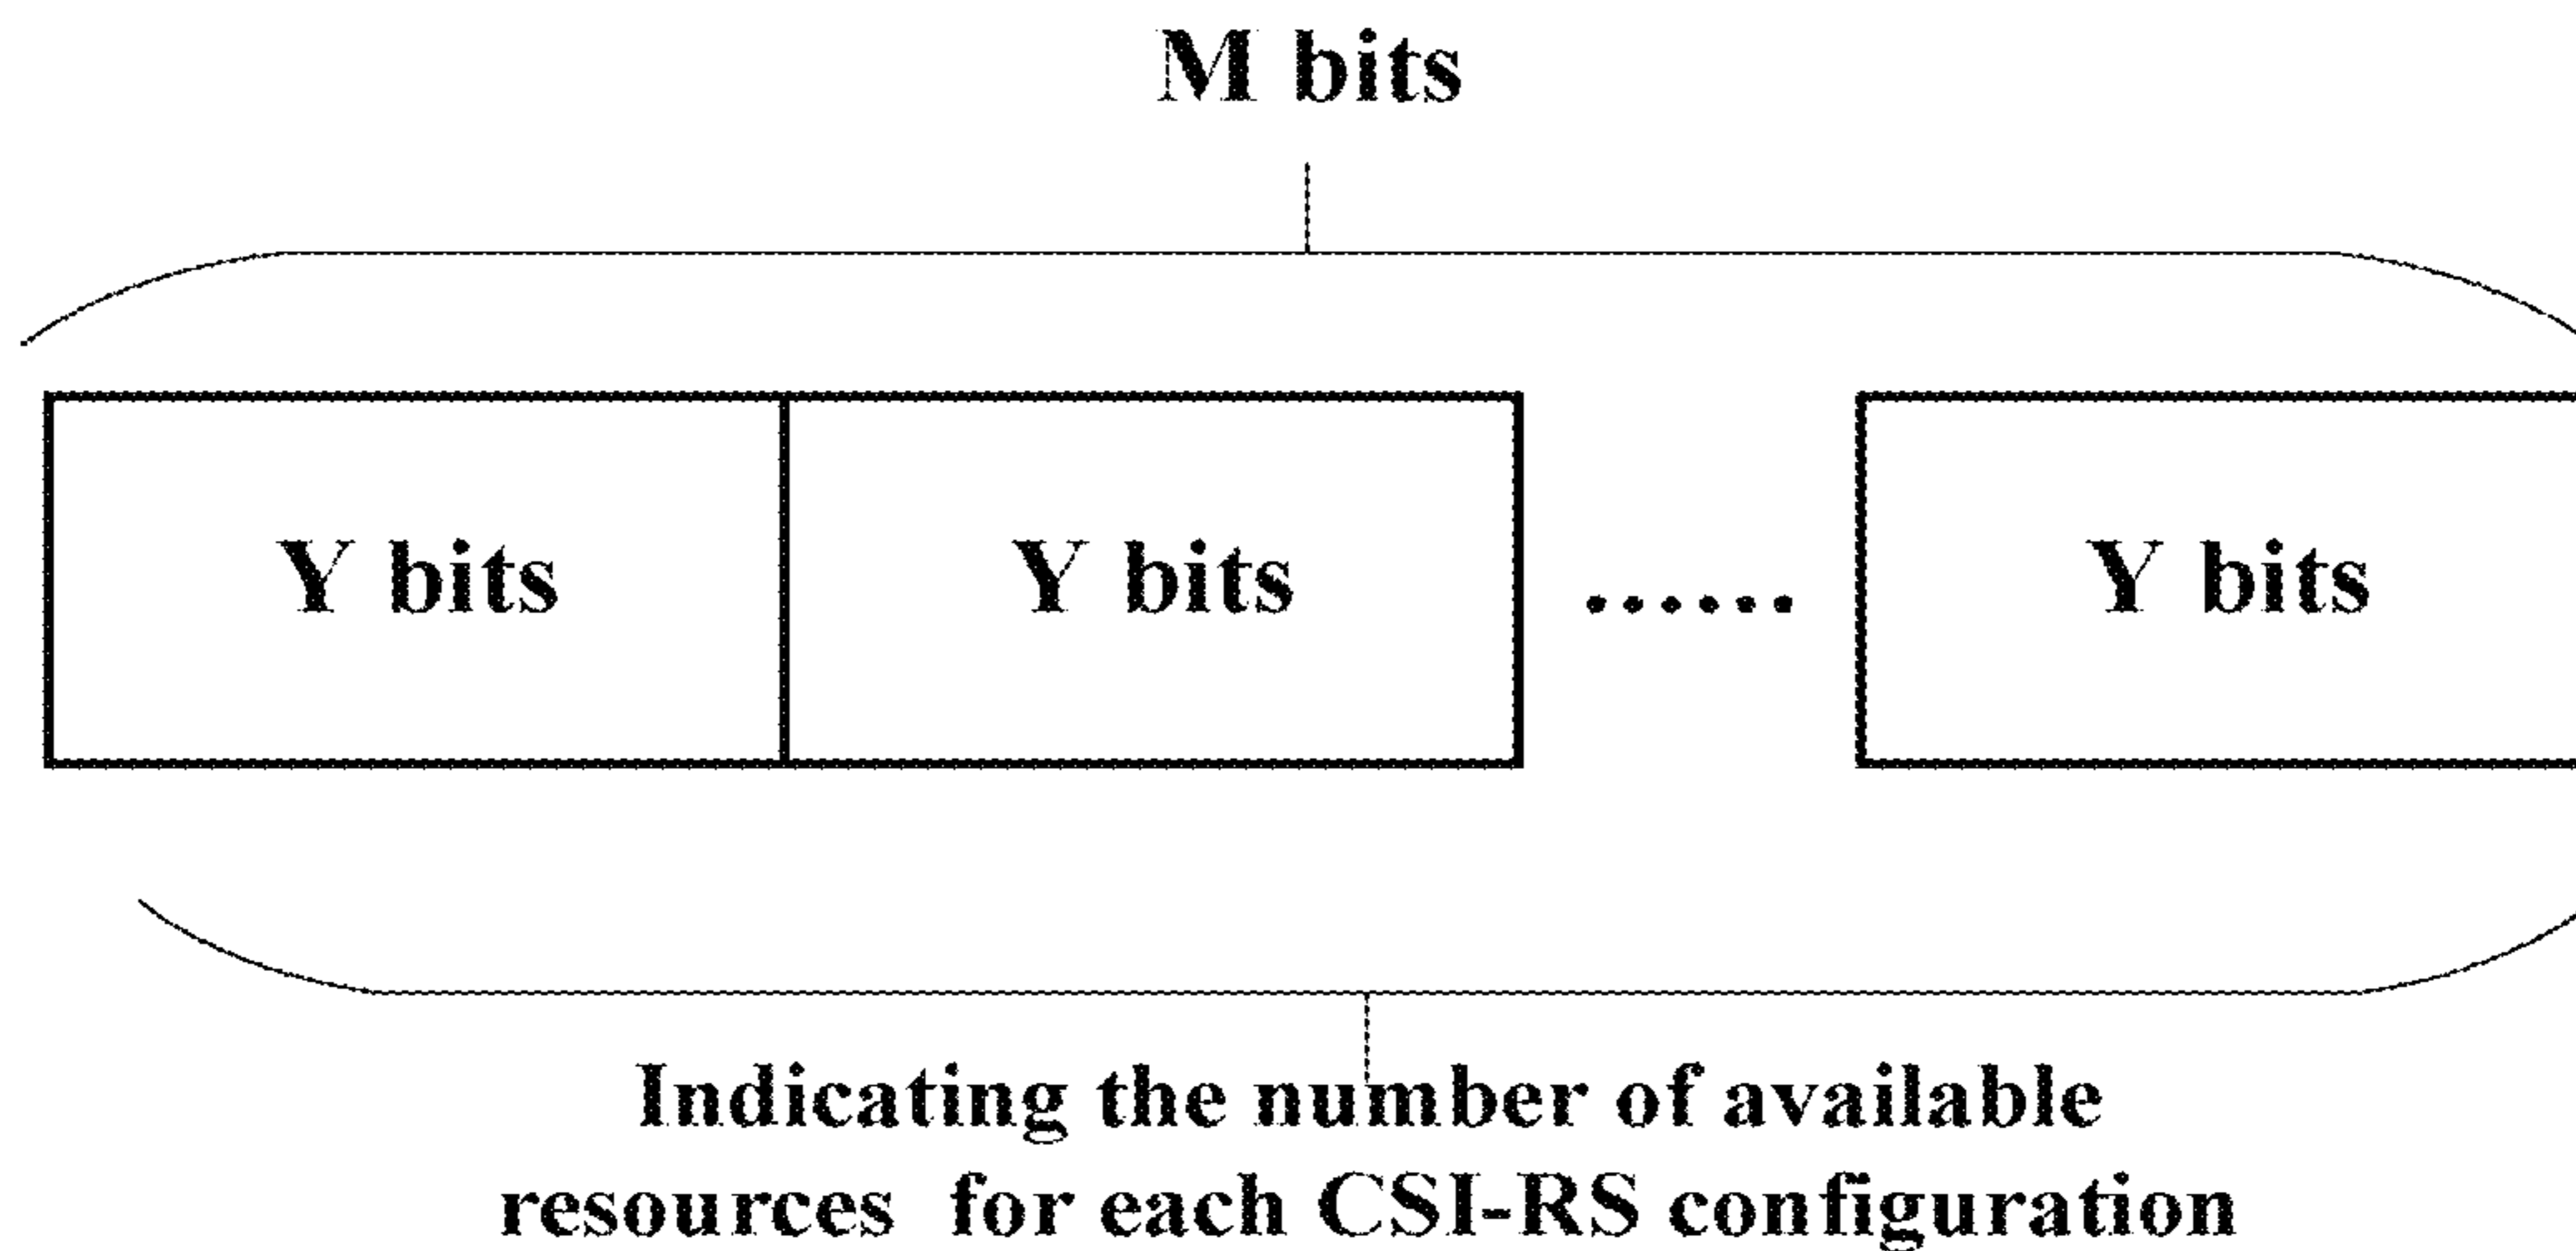 M bits
Y bits Y bits ...... Y bits
Indicating the number of available
resources for each CSI-RS configuration